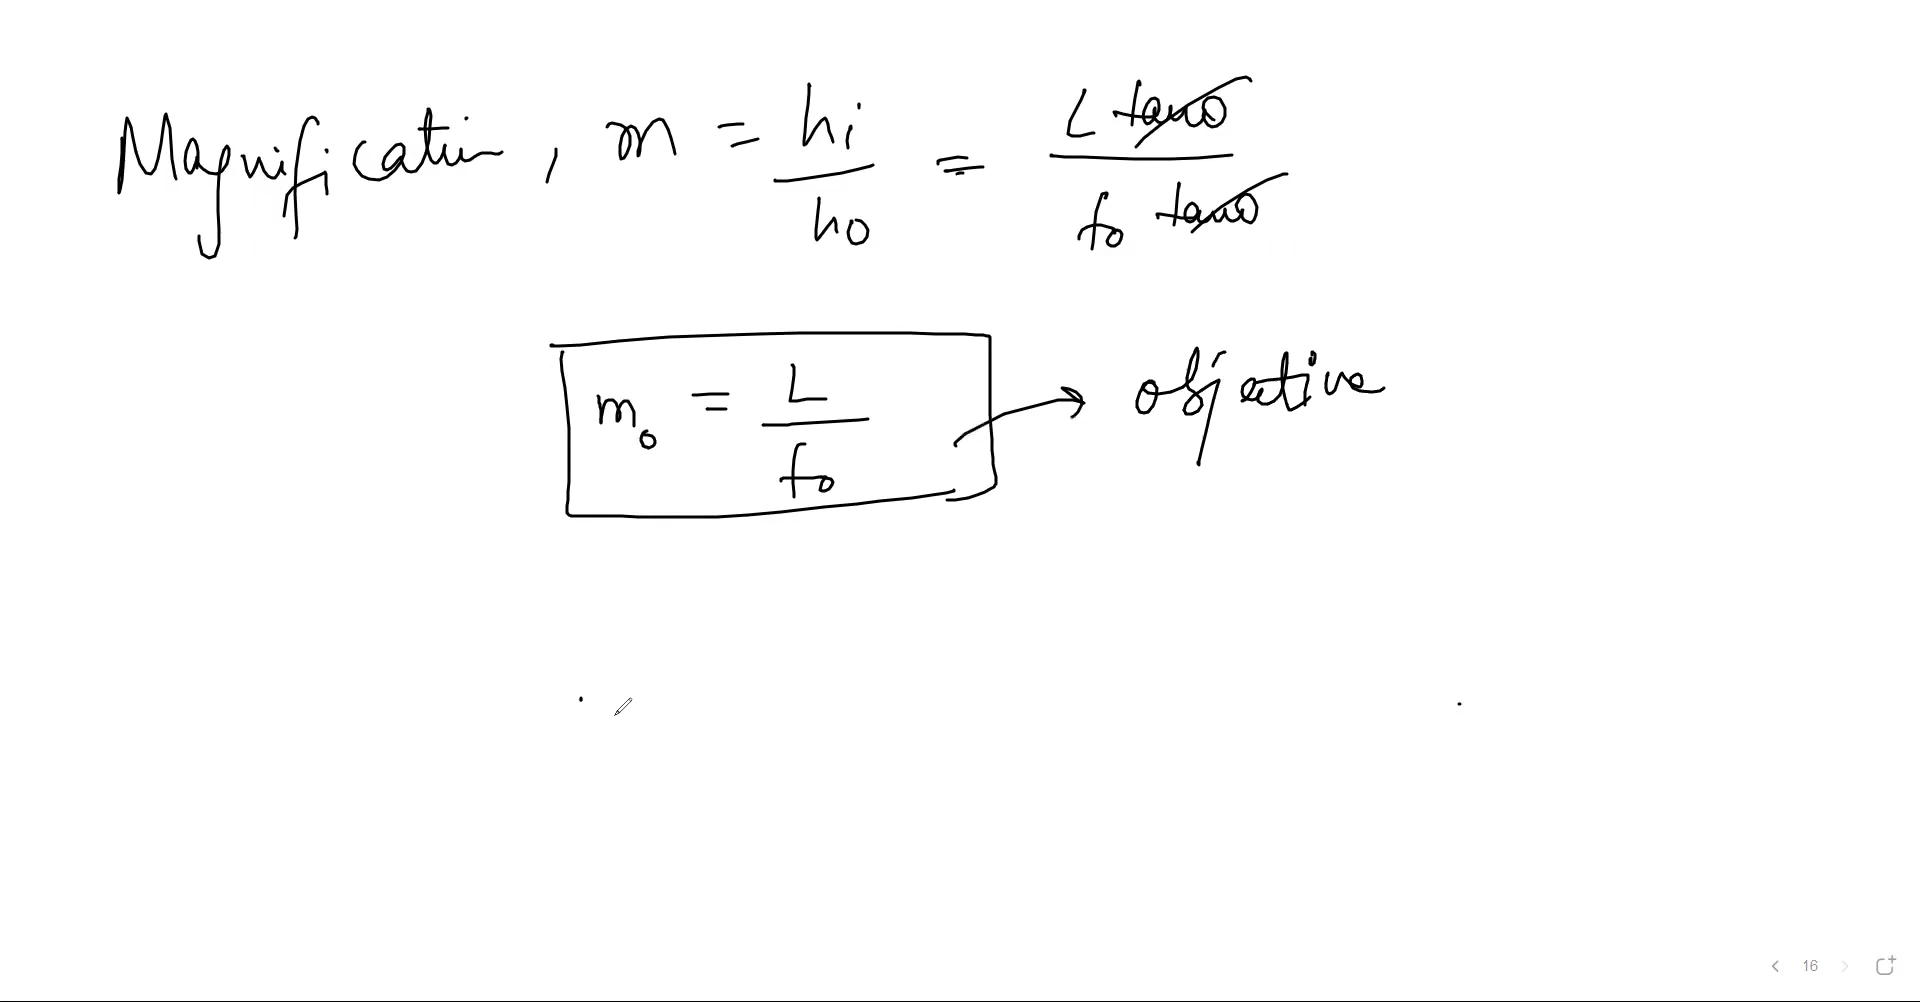 Magnification, m = hi/ho = L tanθ/fo tanθ
mo = L/fo → objective
16